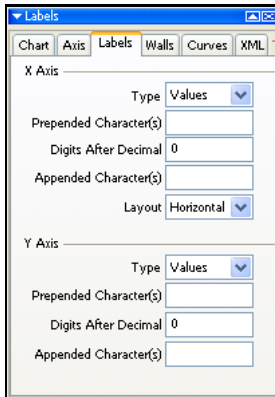 Labels
Chart Axis Labels Walls Curves XML
X Axis
Type Values
Prepended Character(s)
Digits After Decimal 0
Appended Character(s)
Layout Horizontal
Y Axis
Type Values
Prepended Character(s)
Digits After Decimal 0
Appended Character(s)